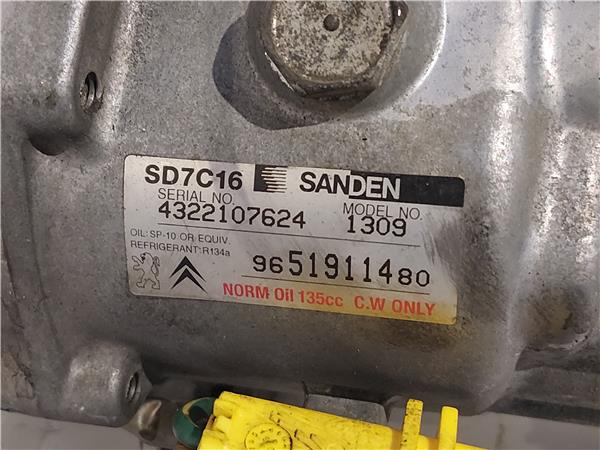 SD7C16 SANDEN
SERIAL NO. MODEL NO.
4322107624 1309
OIL: SP-10 OR EQUIV.
REFRIGERANT: R134a
9651911480
NORM Oil 135cc C.W ONLY